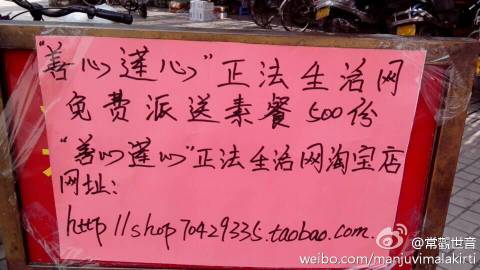 “善心莲心”正法生活网
免费派送素餐500份
“善心莲心”正法生活网淘宝店
网址：
http://shop70429335.taobao.com
@常觀世音
weibo.com/manjuvimalakirti